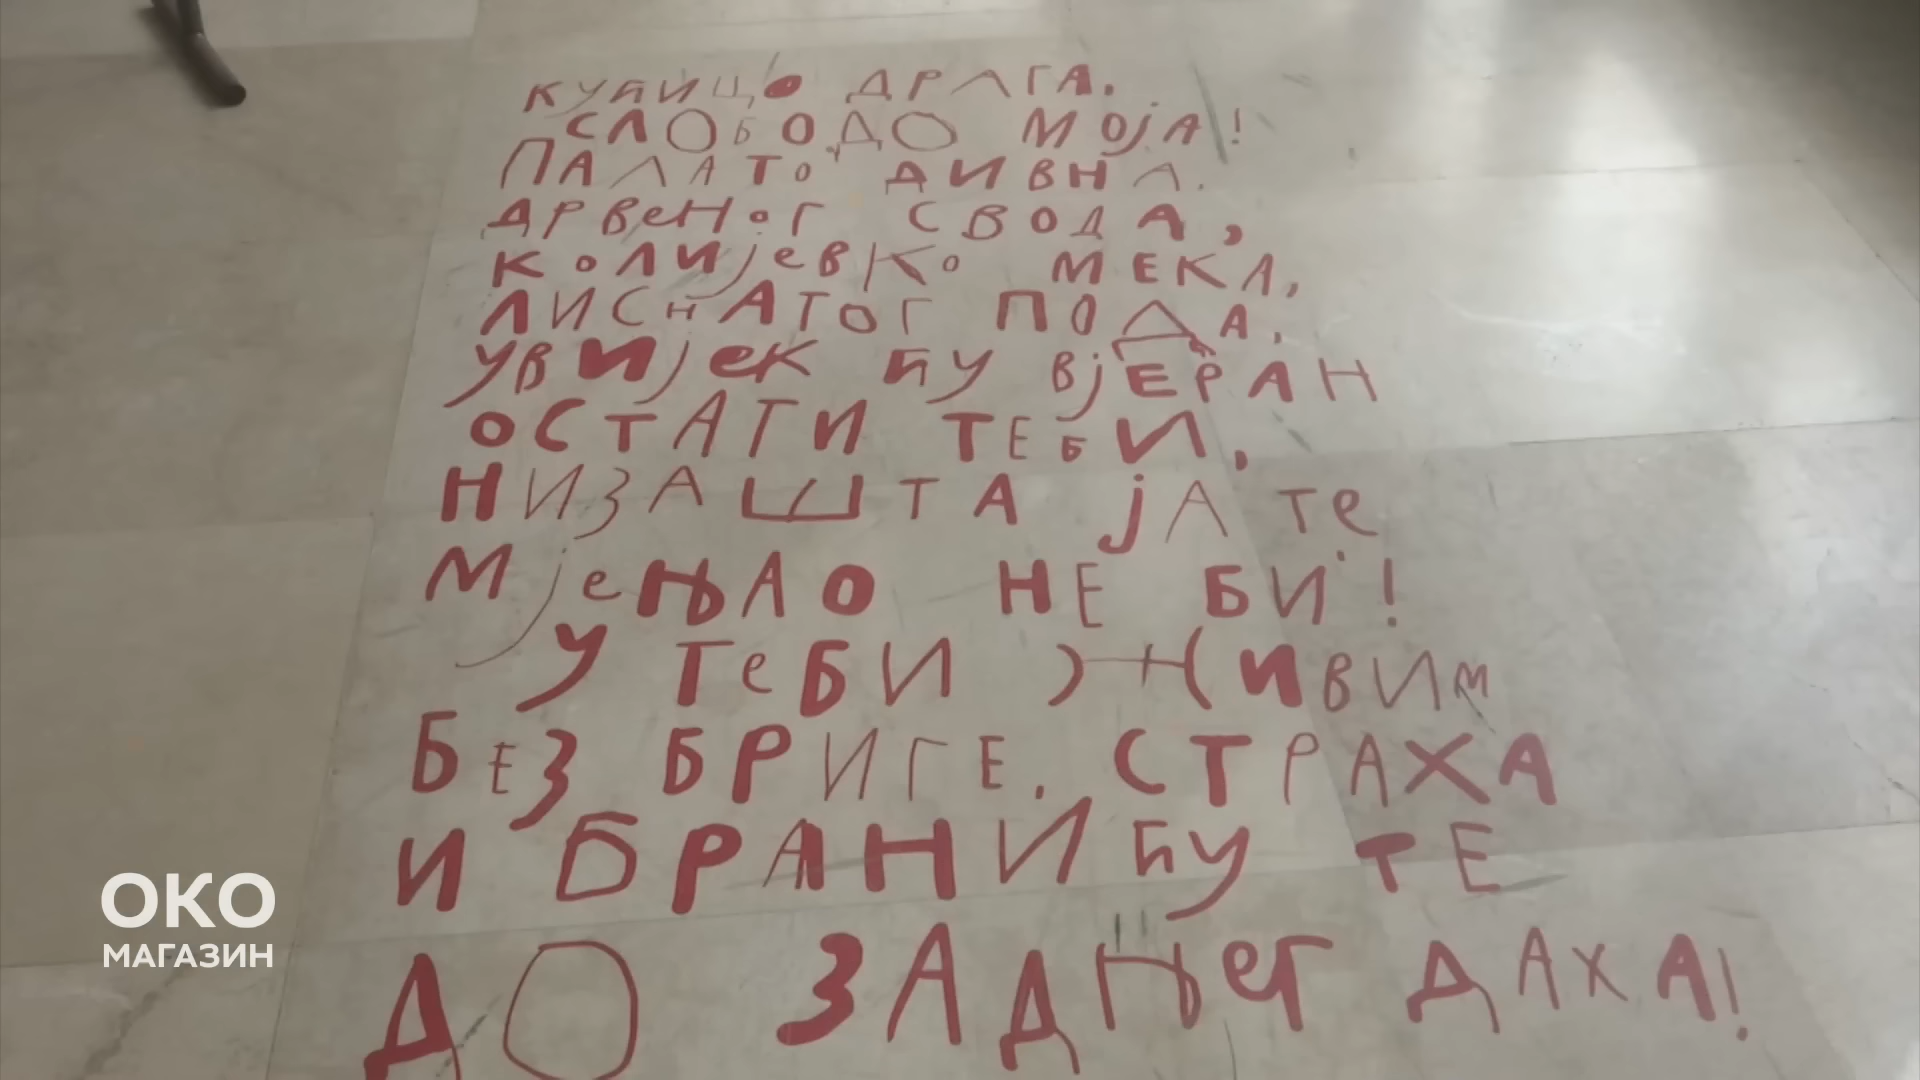 КУЋИЦО ДРАГА,
СЛОБОДО МОЈА!
ПАЛАТО ДИВНА.
ДРВЕНОГ СВОДА,
КОЛИЈЕВКО МЕКА,
ЛИСНАТОГ ПОДА,
УВИЈЕК ЋУ ВЈЕРАН
ОСТАТИ ТЕБИ,
НИЗАШТА ЈА ТЕ
МЈЕЊАО НЕ БИ!
У ТЕБИ ЖИВИМ
БЕЗ БРИГЕ, СТРАХА
И БРАНИЋУ ТЕ
ДО ЗАДЊЕГ ДАХА!
ОКО
МАГАЗИН